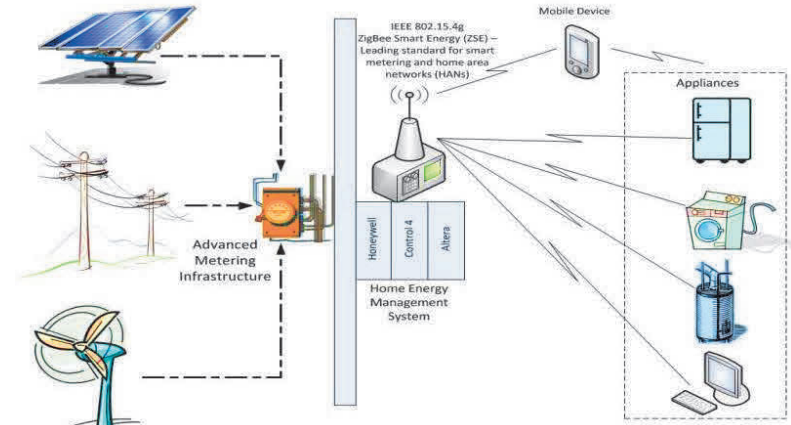 Mobile Device
IEEE 802.15.4g
ZigBee Smart Energy (ZSE) –
Leading standard for smart
metering and home area
networks (HANs)
Appliances
Advanced
Metering
Infrastructure
Honeywell
Control 4
Altera
Home Energy
Management
System